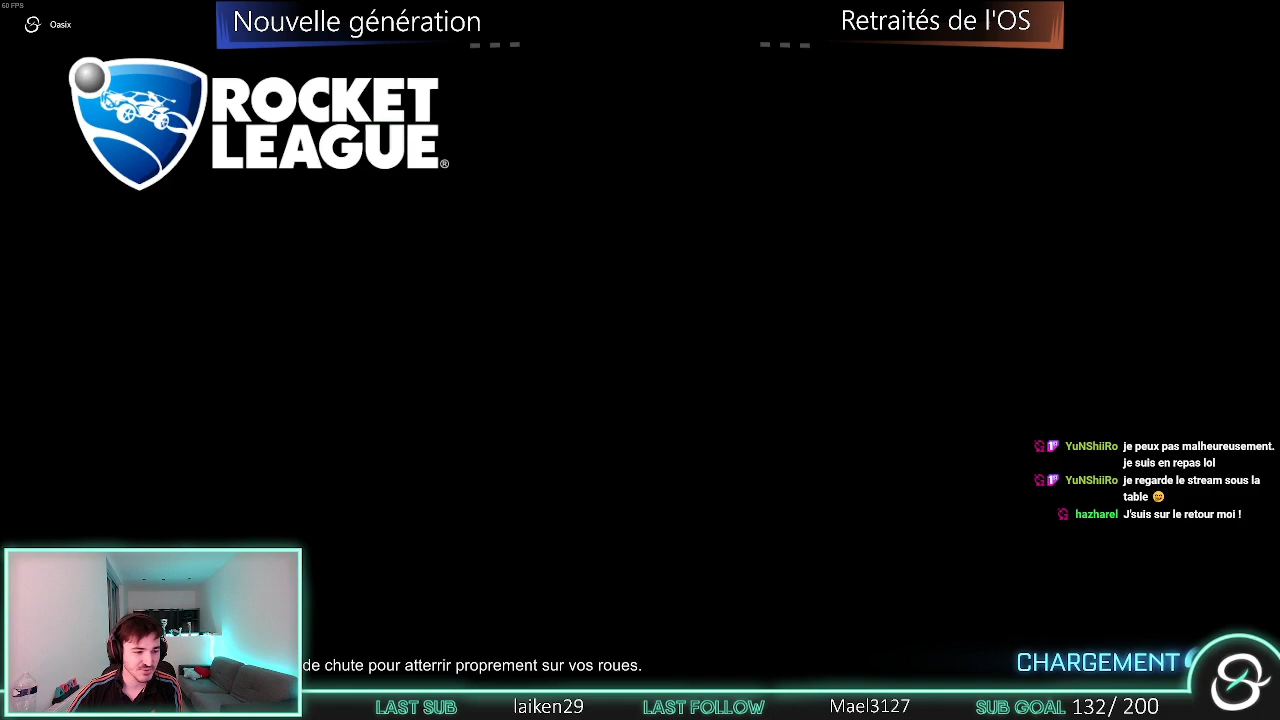 60 FPS
Oasix
Nouvelle génération
Retraités de l'OS
ROCKET
LEAGUE®
YuNShiiRo je peux pas malheureusement.
je suis en repas lol
YuNShiiRo je regarde le stream sous la
table
hazharel J'suis sur le retour moi !
de chute pour atterrir proprement sur vos roues.
CHARGEMENT
LAST SUB laiken29 LAST FOLLOW Mael3127 SUB GOAL 132/ 200